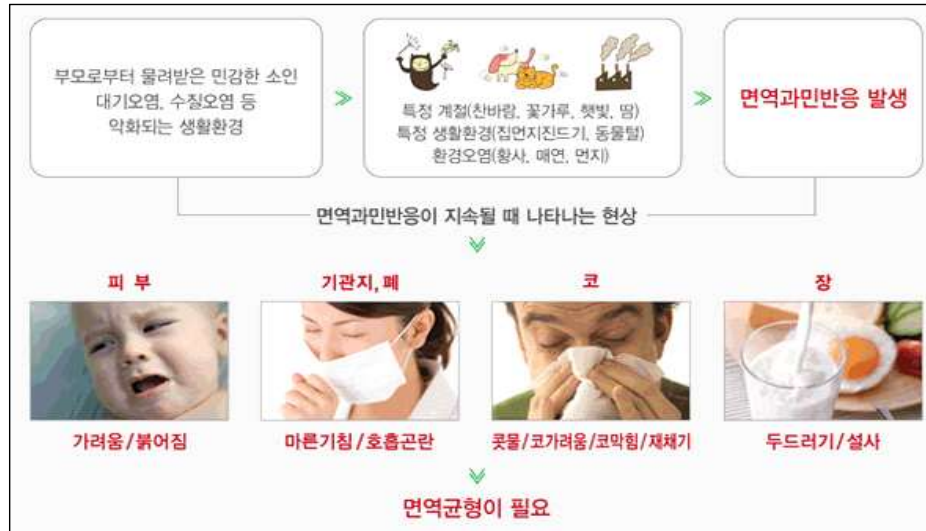 부모로부터 물려받은 민감한 소인
대기오염, 수질오염 등
악화되는 생활환경
특정 계절(찬바람, 꽃가루, 햇빛, 땀)
특정 생활환경(집먼지진드기, 동물털)
환경오염(황사, 매연, 먼지)
면역과민반응 발생
면역과민반응이 지속될 때 나타나는 현상
피 부
기관지, 폐
코
장
가려움/붉어짐
마른기침/호흡곤란
콧물/코가려움/코막힘/재채기
두드러기/설사
면역균형이 필요